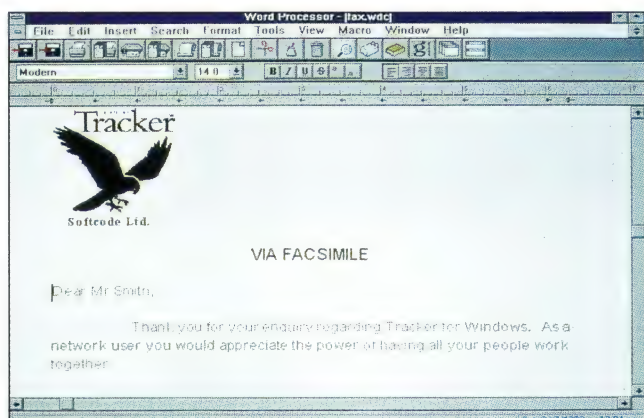 Word Processor - [fax.wdc]
File Edit Insert Search Format Tools View Macro Window Help
Modern 14.0 B I U S
Tracker
Softcode Ltd.
VIA FACSIMILE
Dear Mr Smith,
Thank you for your enquiry regarding Tracker for Windows. As a
network user you would appreciate the power of having all your people work
together